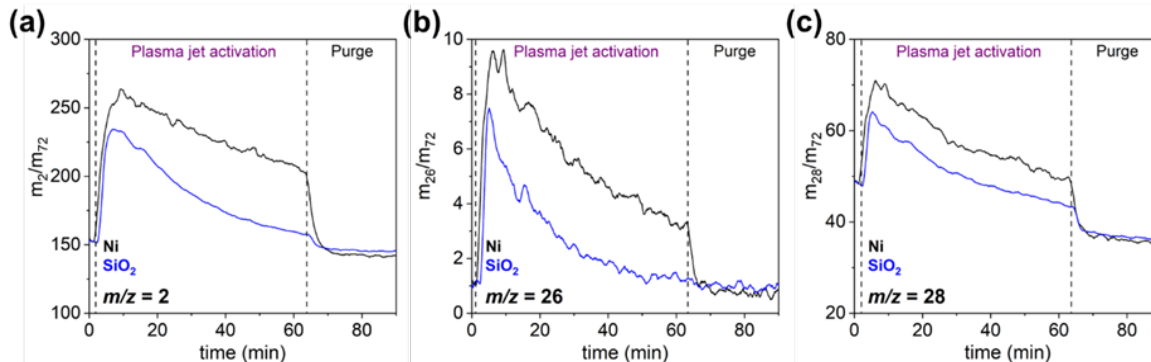 (a)
Plasma jet activation
Purge
300
250
200
150
100
m₂/m₇₂
Ni
SiO₂
m/z = 2
0
20
40
60
80
time (min)
(b)
Plasma jet activation
Purge
10
8
6
4
2
0
m₂₆/m₇₂
Ni
SiO₂
m/z = 26
0
20
40
60
80
time (min)
(c)
Plasma jet activation
Purge
80
60
40
20
m₂₈/m₇₂
Ni
SiO₂
m/z = 28
0
20
40
60
80
time (min)